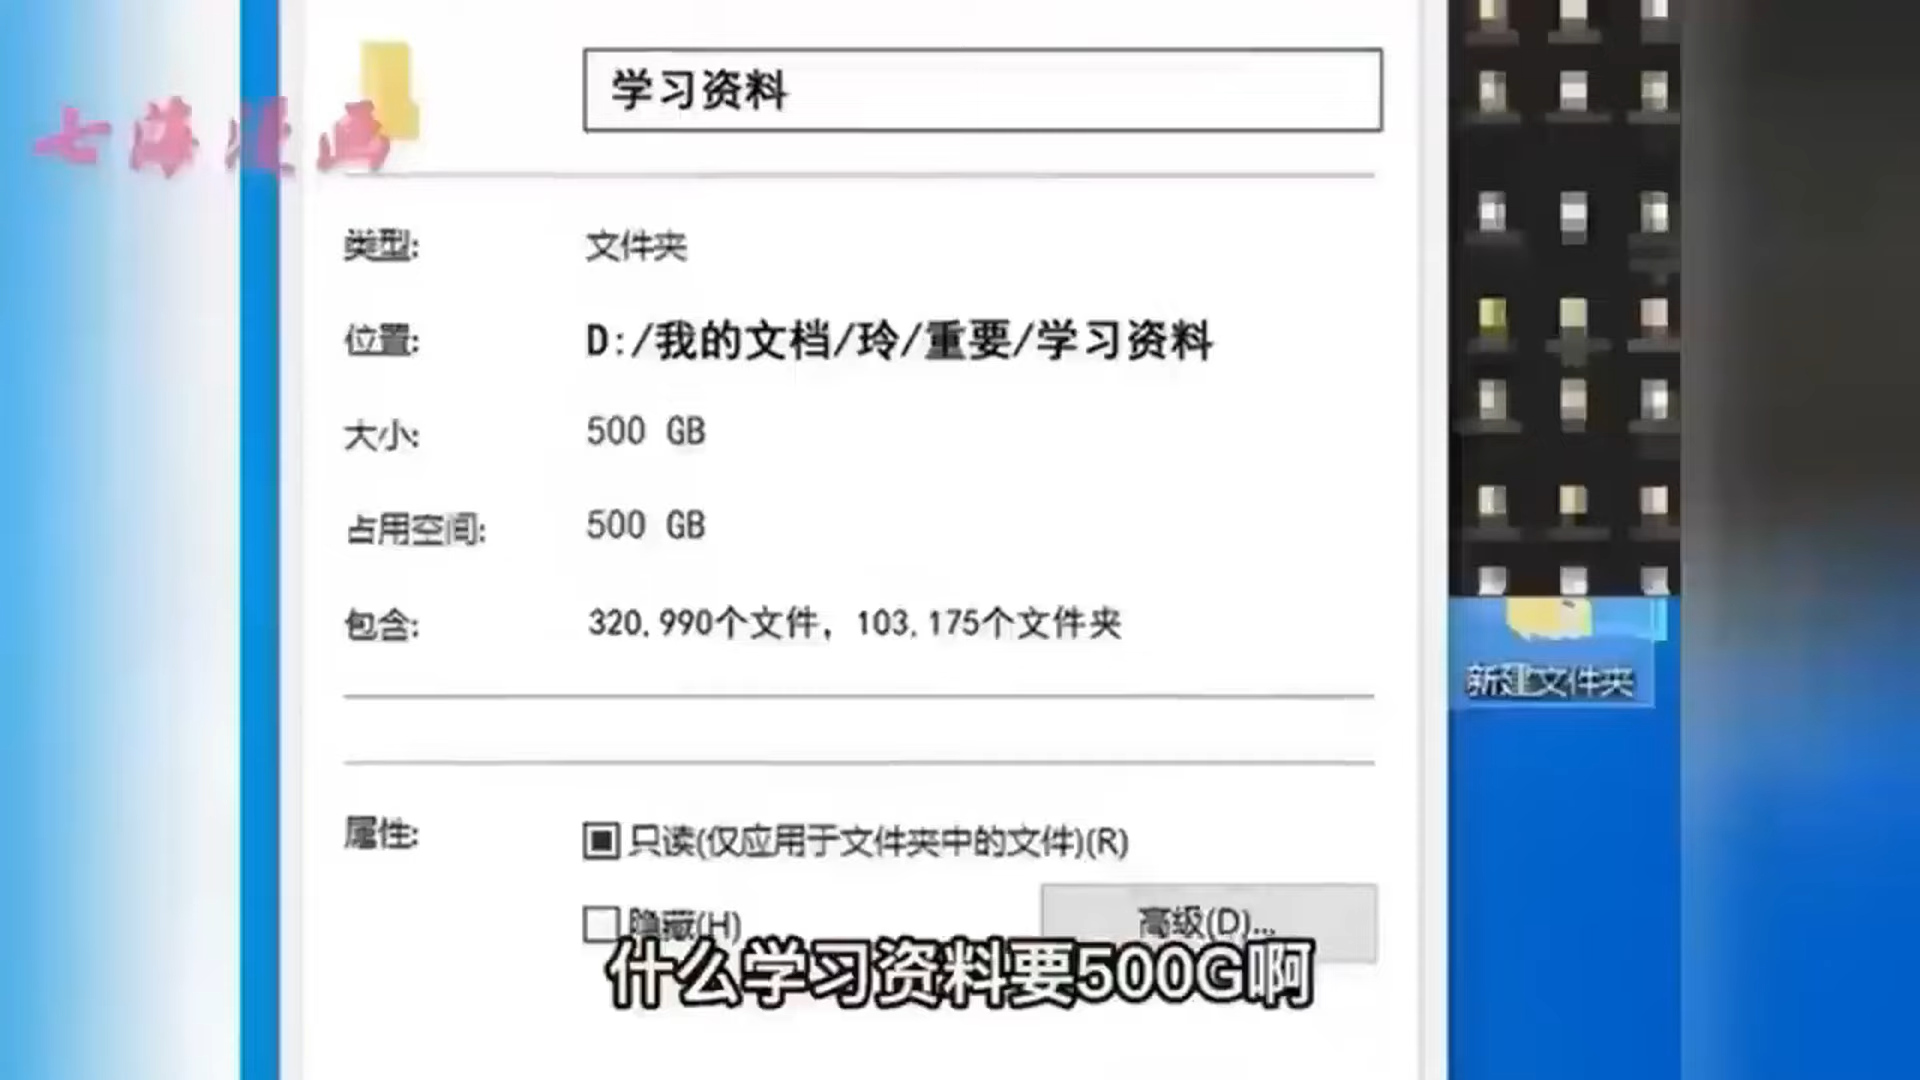 七海漫画
学习资料
类型: 文件夹
位置: D:/我的文档/玲/重要/学习资料
大小: 500 GB
占用空间: 500 GB
包含: 320.990个文件，103.175个文件夹
新建文件夹
属性: 只读(仅应用于文件夹中的文件)(R)
隐藏(H) 高级(D)...
什么学习资料要500G啊